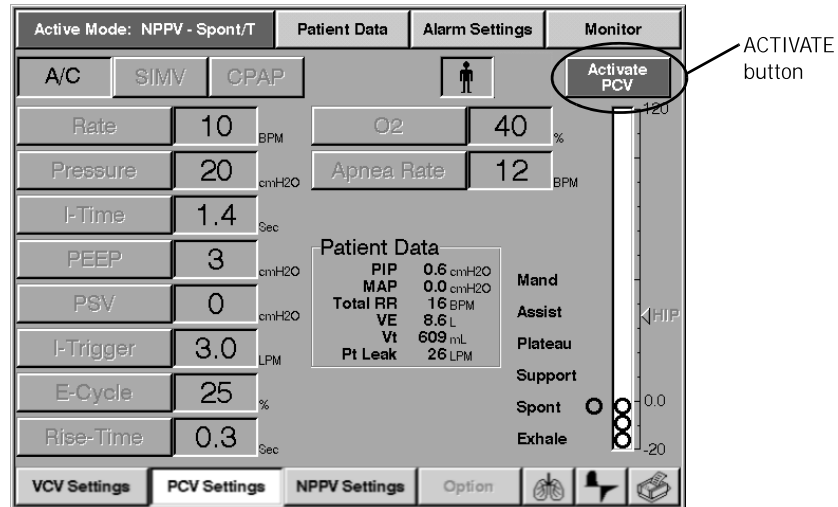 Active Mode: NPPV - Spont/T
Patient Data
Alarm Settings
Monitor
ACTIVATE
button
A/C
SIMV
CPAP
Activate
PCV
Rate 10 BPM
O2 40 %
Pressure 20 cmH2O
Apnea Rate 12 BPM
I-Time 1.4 Sec
PEEP 3 cmH2O
PSV 0 cmH2O
I-Trigger 3.0 LPM
E-Cycle 25 %
Rise-Time 0.3 Sec
Patient Data
PIP 0.6 cmH2O
MAP 0.0 cmH2O
Total RR 16 BPM
VE 8.6 L
Vt 609 mL
Pt Leak 26 LPM
Mand
Assist
Plateau
Support
Spont
Exhale
120
HIP
0.0
-20
VCV Settings
PCV Settings
NPPV Settings
Option